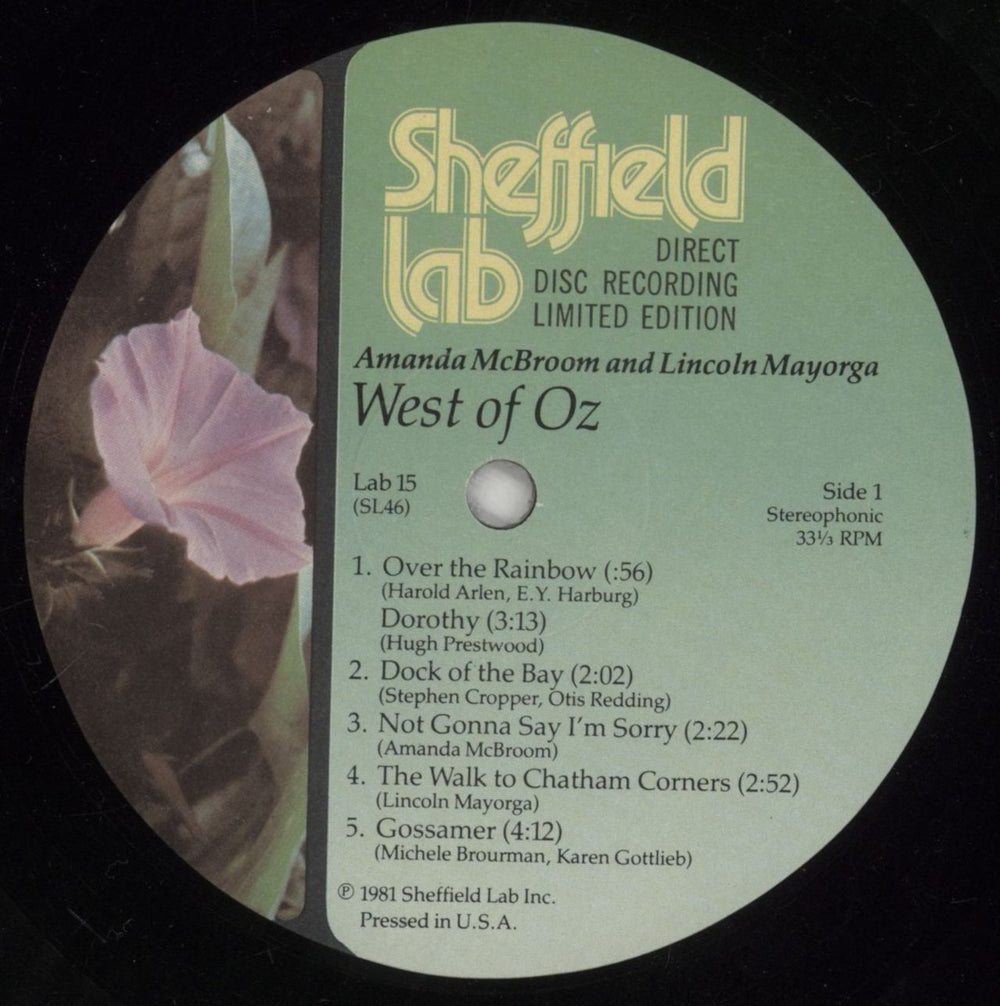 Sheffield
lab
DIRECT
DISC RECORDING
LIMITED EDITION
Amanda McBroom and Lincoln Mayorga
West of Oz
Lab 15
(SL46)
Side 1
Stereophonic
33⅓ RPM
1. Over the Rainbow (:56)
(Harold Arlen, E.Y. Harburg)
Dorothy (3:13)
(Hugh Prestwood)
2. Dock of the Bay (2:02)
(Stephen Cropper, Otis Redding)
3. Not Gonna Say I'm Sorry (2:22)
(Amanda McBroom)
4. The Walk to Chatham Corners (2:52)
(Lincoln Mayorga)
5. Gossamer (4:12)
(Michele Brourman, Karen Gottlieb)
℗ 1981 Sheffield Lab Inc.
Pressed in U.S.A.